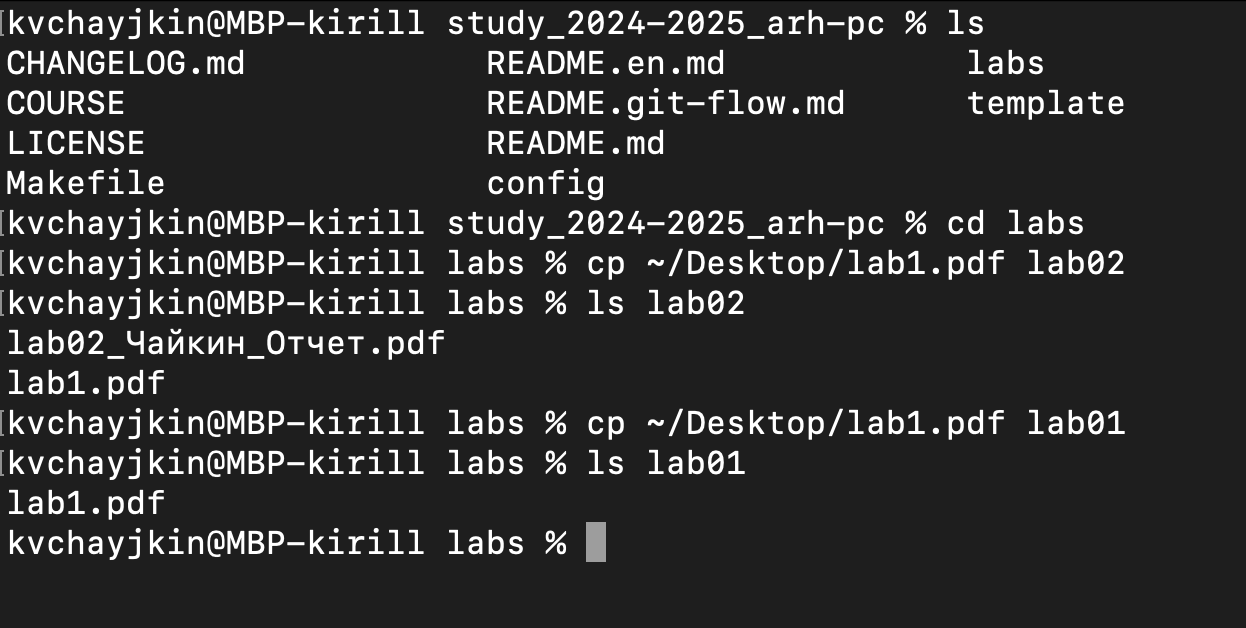 [kvchayjkin@MBP-kirill study_2024-2025_arh-pc % ls
CHANGELOG.md README.en.md labs
COURSE README.git-flow.md template
LICENSE README.md
Makefile config
[kvchayjkin@MBP-kirill study_2024-2025_arh-pc % cd labs
[kvchayjkin@MBP-kirill labs % cp ~/Desktop/lab1.pdf lab02
[kvchayjkin@MBP-kirill labs % ls lab02
lab02_Чайкин_Отчет.pdf
lab1.pdf
[kvchayjkin@MBP-kirill labs % cp ~/Desktop/lab1.pdf lab01
[kvchayjkin@MBP-kirill labs % ls lab01
lab1.pdf
kvchayjkin@MBP-kirill labs %